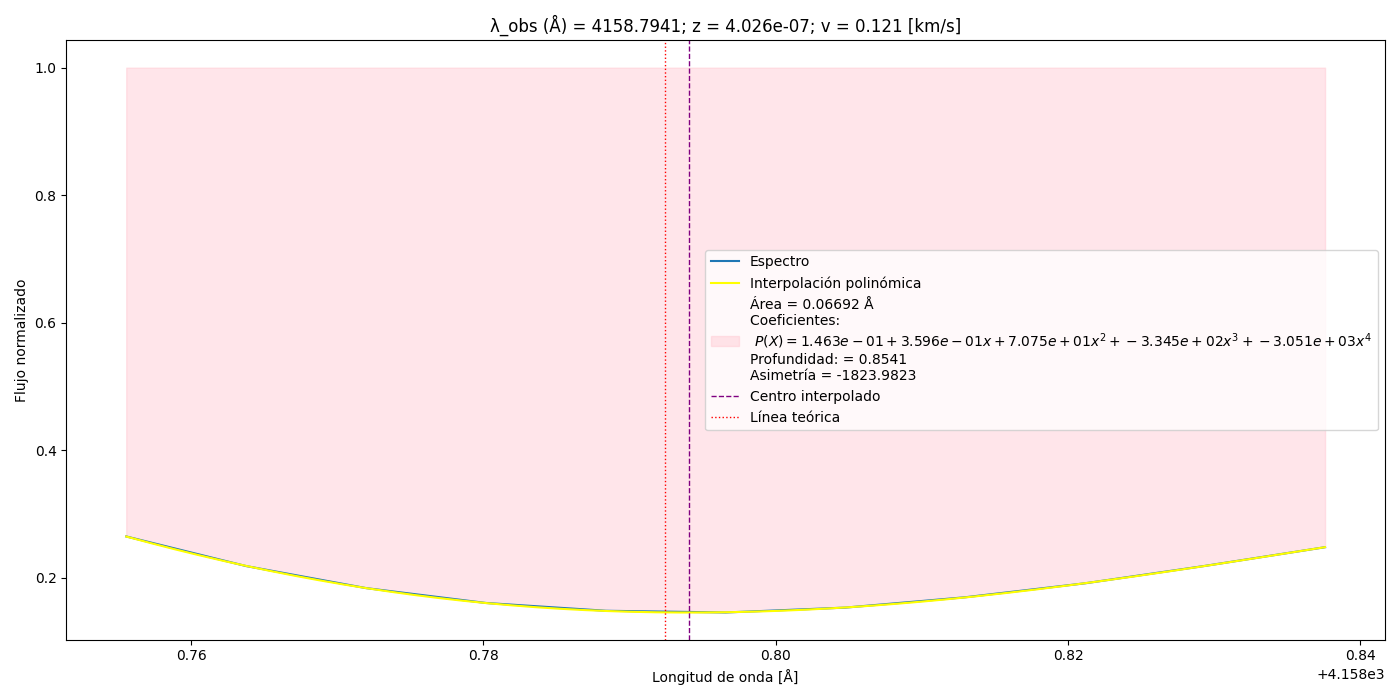 λ_obs (Å) = 4158.7941; z = 4.026e-07; v = 0.121 [km/s]
Flujo normalizado
1.0
0.8
0.6
0.4
0.2
Espectro
Interpolación polinómica
Área = 0.06692 Å
Coeficientes:
P(X) = 1.463e − 01 + 3.596e − 01x + 7.075e + 01x² + −3.345e + 02x³ + −3.051e + 03x⁴
Profundidad: = 0.8541
Asimetría = -1823.9823
Centro interpolado
Línea teórica
0.76 0.78 0.80 0.82 0.84
+4.158e3
Longitud de onda [Å]